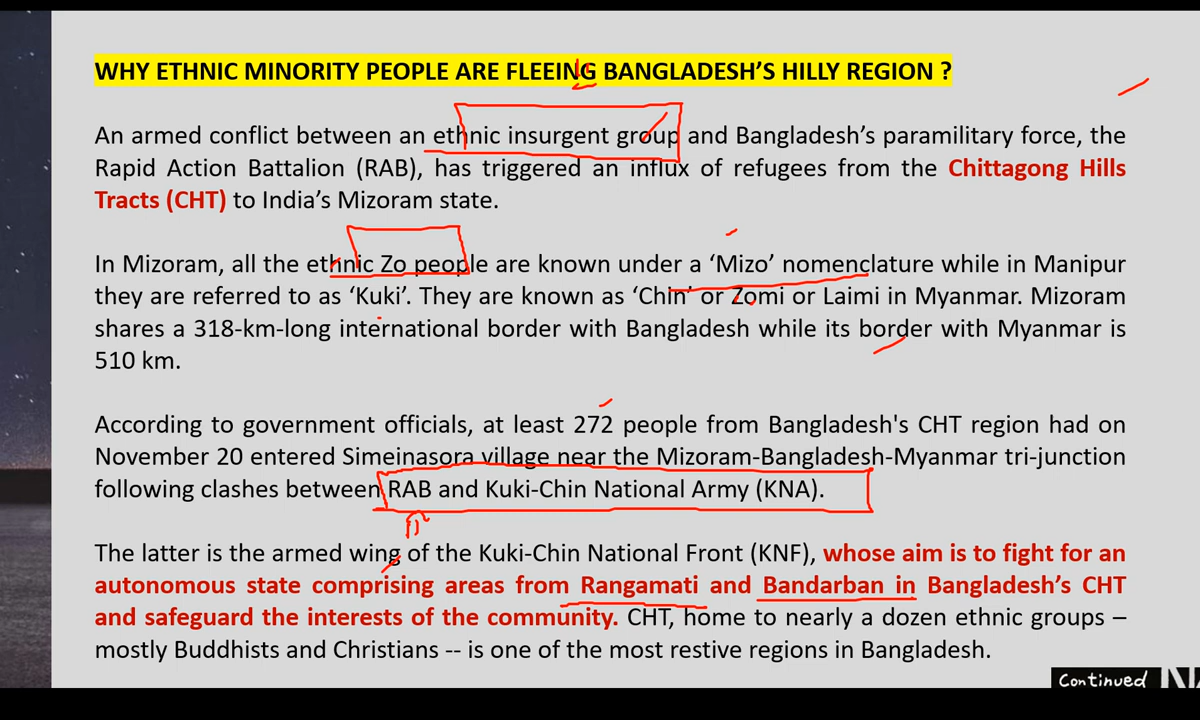 WHY ETHNIC MINORITY PEOPLE ARE FLEEING BANGLADESH’S HILLY REGION ?
An armed conflict between an ethnic insurgent group and Bangladesh’s paramilitary force, the
Rapid Action Battalion (RAB), has triggered an influx of refugees from the Chittagong Hills
Tracts (CHT) to India’s Mizoram state.
In Mizoram, all the ethnic Zo people are known under a ‘Mizo’ nomenclature while in Manipur
they are referred to as ‘Kuki’. They are known as ‘Chin’ or Zomi or Laimi in Myanmar. Mizoram
shares a 318-km-long international border with Bangladesh while its border with Myanmar is
510 km.
According to government officials, at least 272 people from Bangladesh's CHT region had on
November 20 entered Simeinasora village near the Mizoram-Bangladesh-Myanmar tri-junction
following clashes between RAB and Kuki-Chin National Army (KNA).
The latter is the armed wing of the Kuki-Chin National Front (KNF), whose aim is to fight for an
autonomous state comprising areas from Rangamati and Bandarban in Bangladesh’s CHT
and safeguard the interests of the community. CHT, home to nearly a dozen ethnic groups –
mostly Buddhists and Christians -- is one of the most restive regions in Bangladesh.
Continued